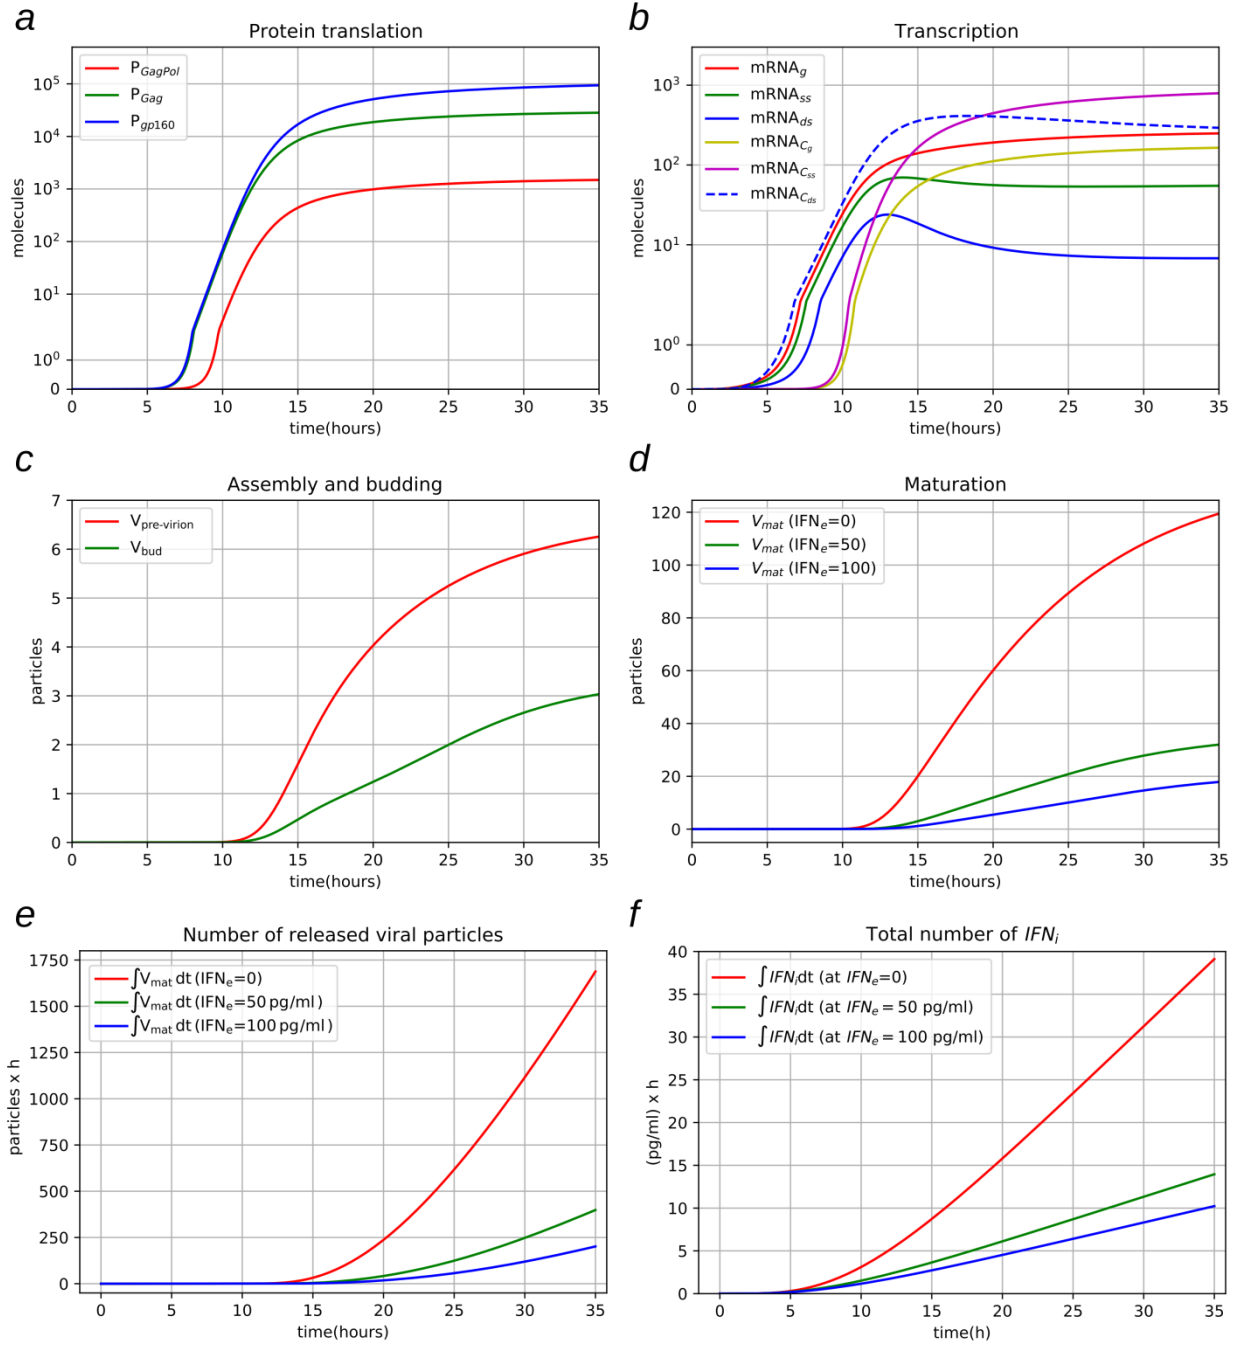 a
Protein translation
P_GagPol
P_Gag
P_gp160
10^5
10^4
10^3
10^2
10^1
10^0
0
molecules
0 5 10 15 20 25 30 35
time(hours)
b
Transcription
mRNA_g
mRNA_ss
mRNA_ds
mRNA_C_g
mRNA_C_ss
mRNA_C_ds
10^3
10^2
10^1
10^0
0
molecules
0 5 10 15 20 25 30 35
time(hours)
c
Assembly and budding
V_pre-virion
V_bud
7
6
5
4
3
2
1
0
particles
0 5 10 15 20 25 30 35
time(hours)
d
Maturation
V_mat (IFN_e=0)
V_mat (IFN_e=50)
V_mat (IFN_e=100)
120
100
80
60
40
20
0
particles
0 5 10 15 20 25 30 35
time(hours)
e
Number of released viral particles
∫V_mat dt (IFN_e=0)
∫V_mat dt (IFN_e=50 pg/ml)
∫V_mat dt (IFN_e=100 pg/ml)
1750
1500
1250
1000
750
500
250
0
particles x h
0 5 10 15 20 25 30 35
time(hours)
f
Total number of IFN_i
∫IFN_i dt (at IFN_e=0)
∫IFN_i dt (at IFN_e = 50 pg/ml)
∫IFN_i dt (at IFN_e = 100 pg/ml)
40
35
30
25
20
15
10
5
0
(pg/ml) x h
0 5 10 15 20 25 30 35
time(h)